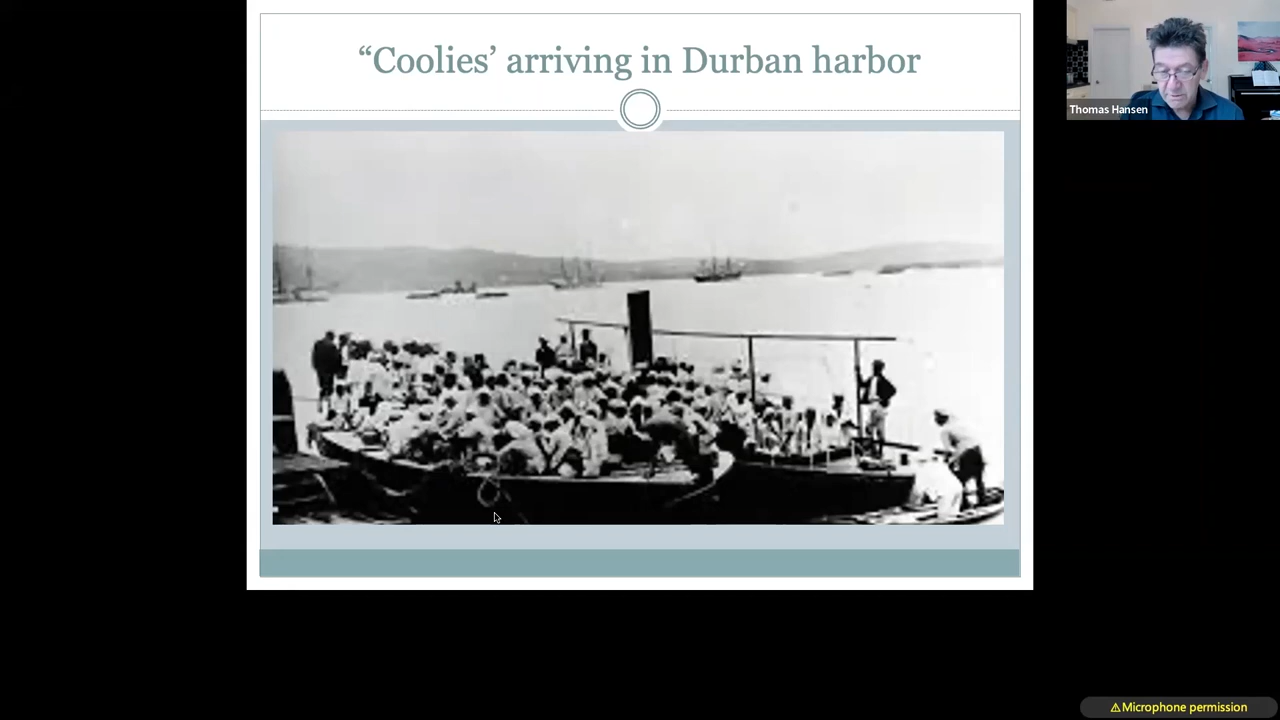 “Coolies’ arriving in Durban harbor
Thomas Hansen
⚠Microphone permission